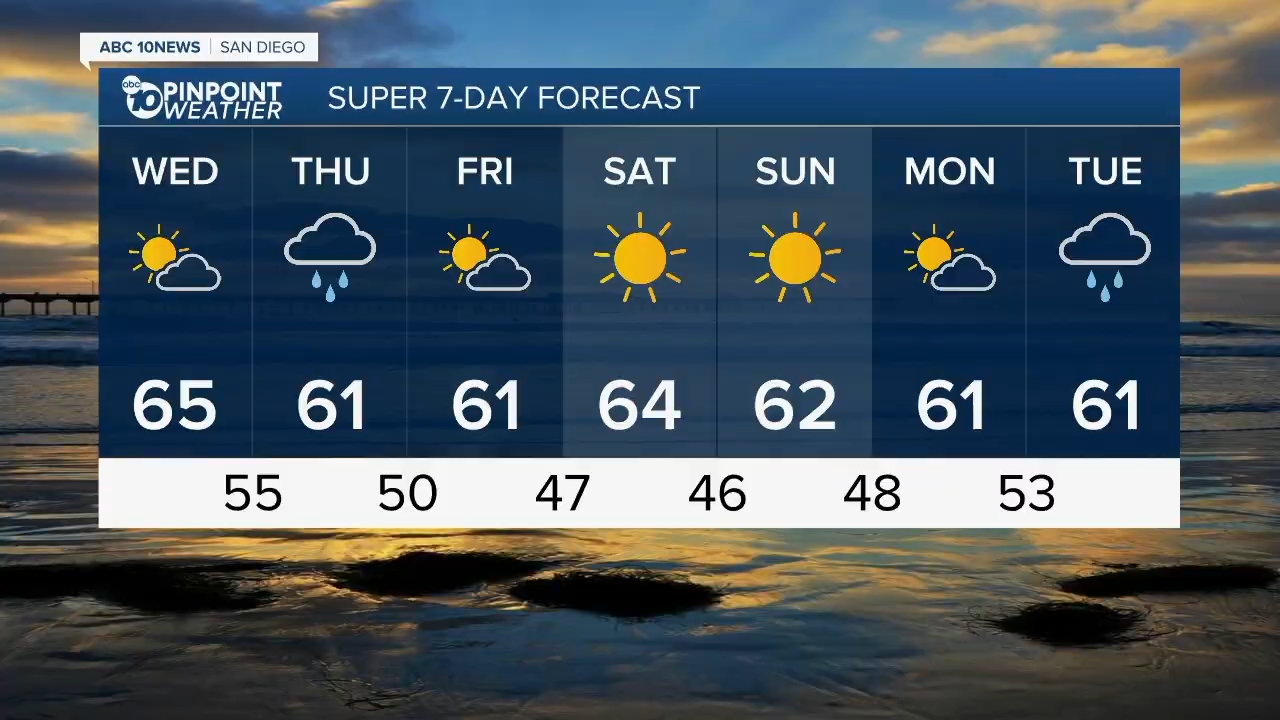 ABC 10NEWS | SAN DIEGO
abc 10 PINPOINT WEATHER
SUPER 7-DAY FORECAST
WED THU FRI SAT SUN MON TUE
65 61 61 64 62 61 61
55 50 47 46 48 53